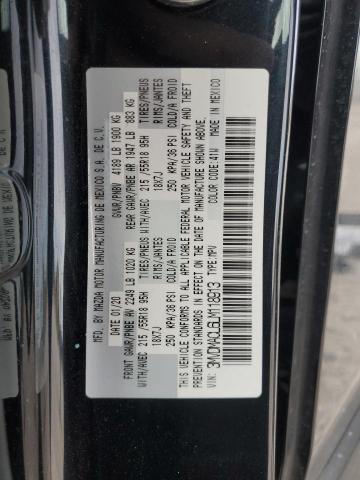 MFD. BY MAZDA MOTOR MANUFACTURING DE MEXICO S.A. DE C.V.
DATE: 01/20 GVWR/PNBV 4189 LB 1900 KG
FRONT GAWR/PNBE AV 2249 LB 1020 KG REAR GAWR/PNBE AR 1947 LB 883 KG
WITH/AVEC 215 /55R18 95H TIRES/PNEUS WITH/AVEC 215 /55R18 95H TIRES/PNEUS
18X7J RIMS/JANTES 18X7J RIMS/JANTES
250 KPA/36 PSI COLD/A FROID 250 KPA/36 PSI COLD/A FROID
THIS VEHICLE CONFORMS TO ALL APPLICABLE FEDERAL MOTOR VEHICLE SAFETY, BUMPER, AND THEFT
PREVENTION STANDARDS IN EFFECT ON THE DATE OF MANUFACTURE SHOWN ABOVE.
COLOR CODE: 41W
VIN: TYPE: MPV MADE IN MEXICO